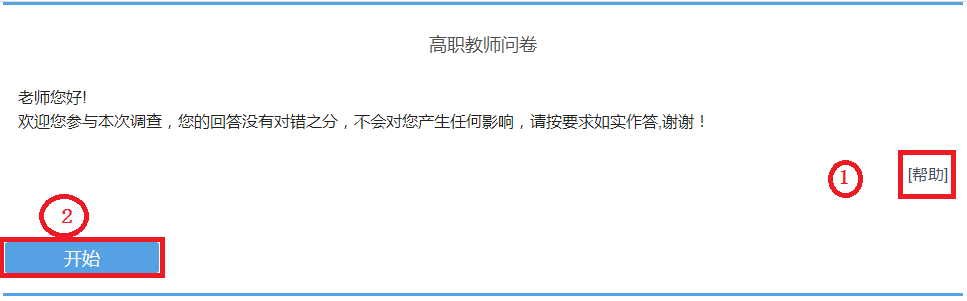 高职教师问卷
老师您好!
欢迎您参与本次调查，您的回答没有对错之分，不会对您产生任何影响，请按要求如实作答,谢谢！
1
[帮助]
2
开始